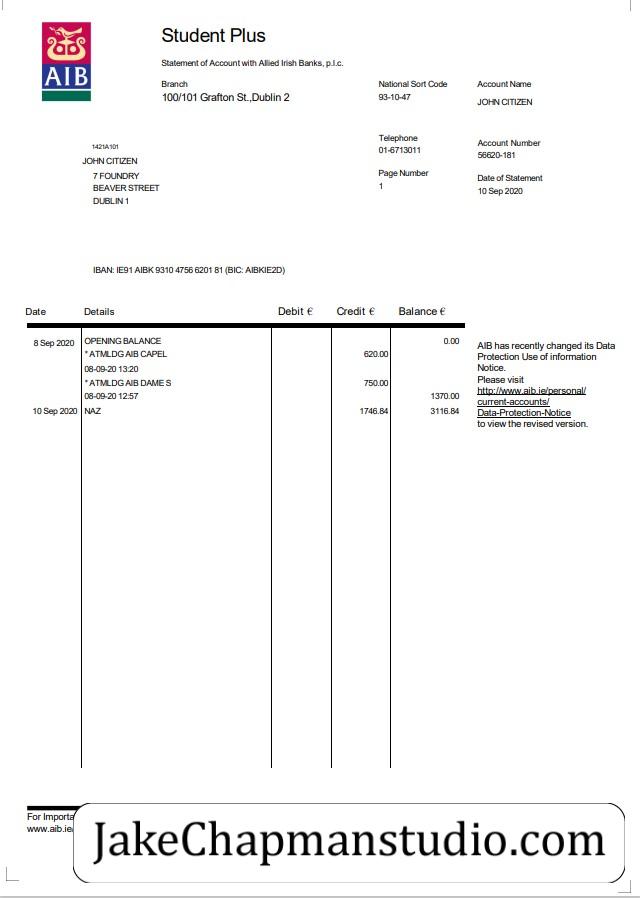 AIB
Student Plus
Statement of Account with Allied Irish Banks, p.l.c.
Branch
100/101 Grafton St.,Dublin 2
National Sort Code
93-10-47
Account Name
JOHN CITIZEN
Telephone
01-6713011
Account Number
56620-181
Page Number
1
Date of Statement
10 Sep 2020
1421A101
JOHN CITIZEN
7 FOUNDRY
BEAVER STREET
DUBLIN 1
IBAN: IE91 AIBK 9310 4756 6201 81 (BIC: AIBKIE2D)
Date Details Debit € Credit € Balance €
8 Sep 2020 OPENING BALANCE 0.00
* ATMLDG AIB CAPEL 620.00
08-09-20 13:20
* ATMLDG AIB DAME S 750.00
08-09-20 12:57 1370.00
10 Sep 2020 NAZ 1746.84 3116.84
AIB has recently changed its Data
Protection Use of information
Notice.
Please visit
http://www.aib.ie/personal/
current-accounts/
Data-Protection-Notice
to view the revised version.
For Importa
www.aib.ie/
JakeChapmanstudio.com